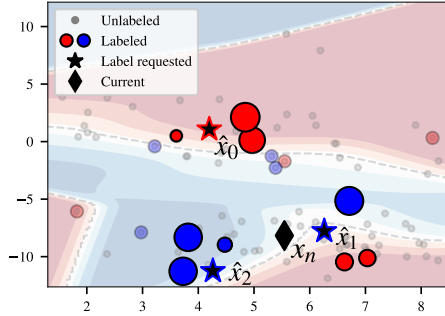 Unlabeled
Labeled
Label requested
Current
10
5
0
−5
−10
x̂₀
x̂₁
xₙ
x̂₂
2 3 4 5 6 7 8